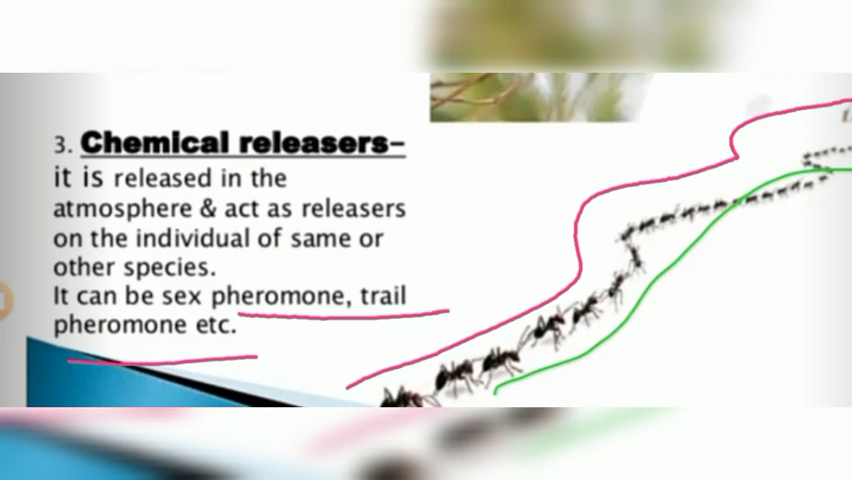 3. Chemical releasers–
it is released in the
atmosphere & act as releasers
on the individual of same or
other species.
It can be sex pheromone, trail
pheromone etc.